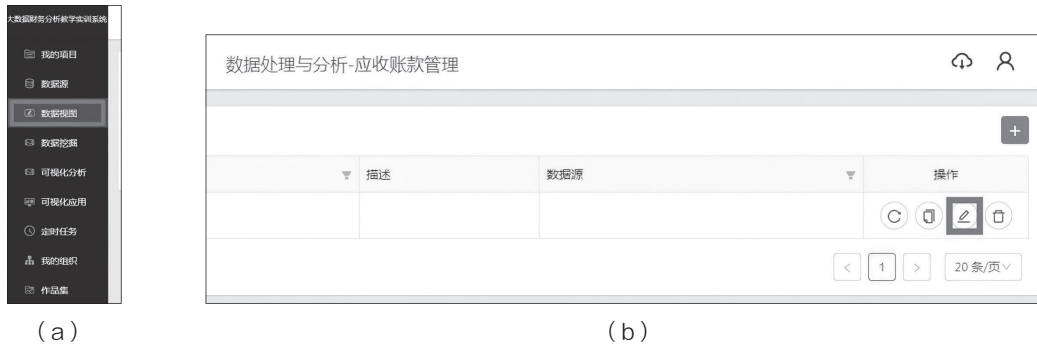 大数据财务分析教学实训系统
我的项目
数据源
数据视图
数据挖掘
可视化分析
可视化应用
定时任务
我的组织
作品集
(a)
数据处理与分析-应收账款管理
+
描述 数据源 操作
< 1 > 20 条/页
(b)